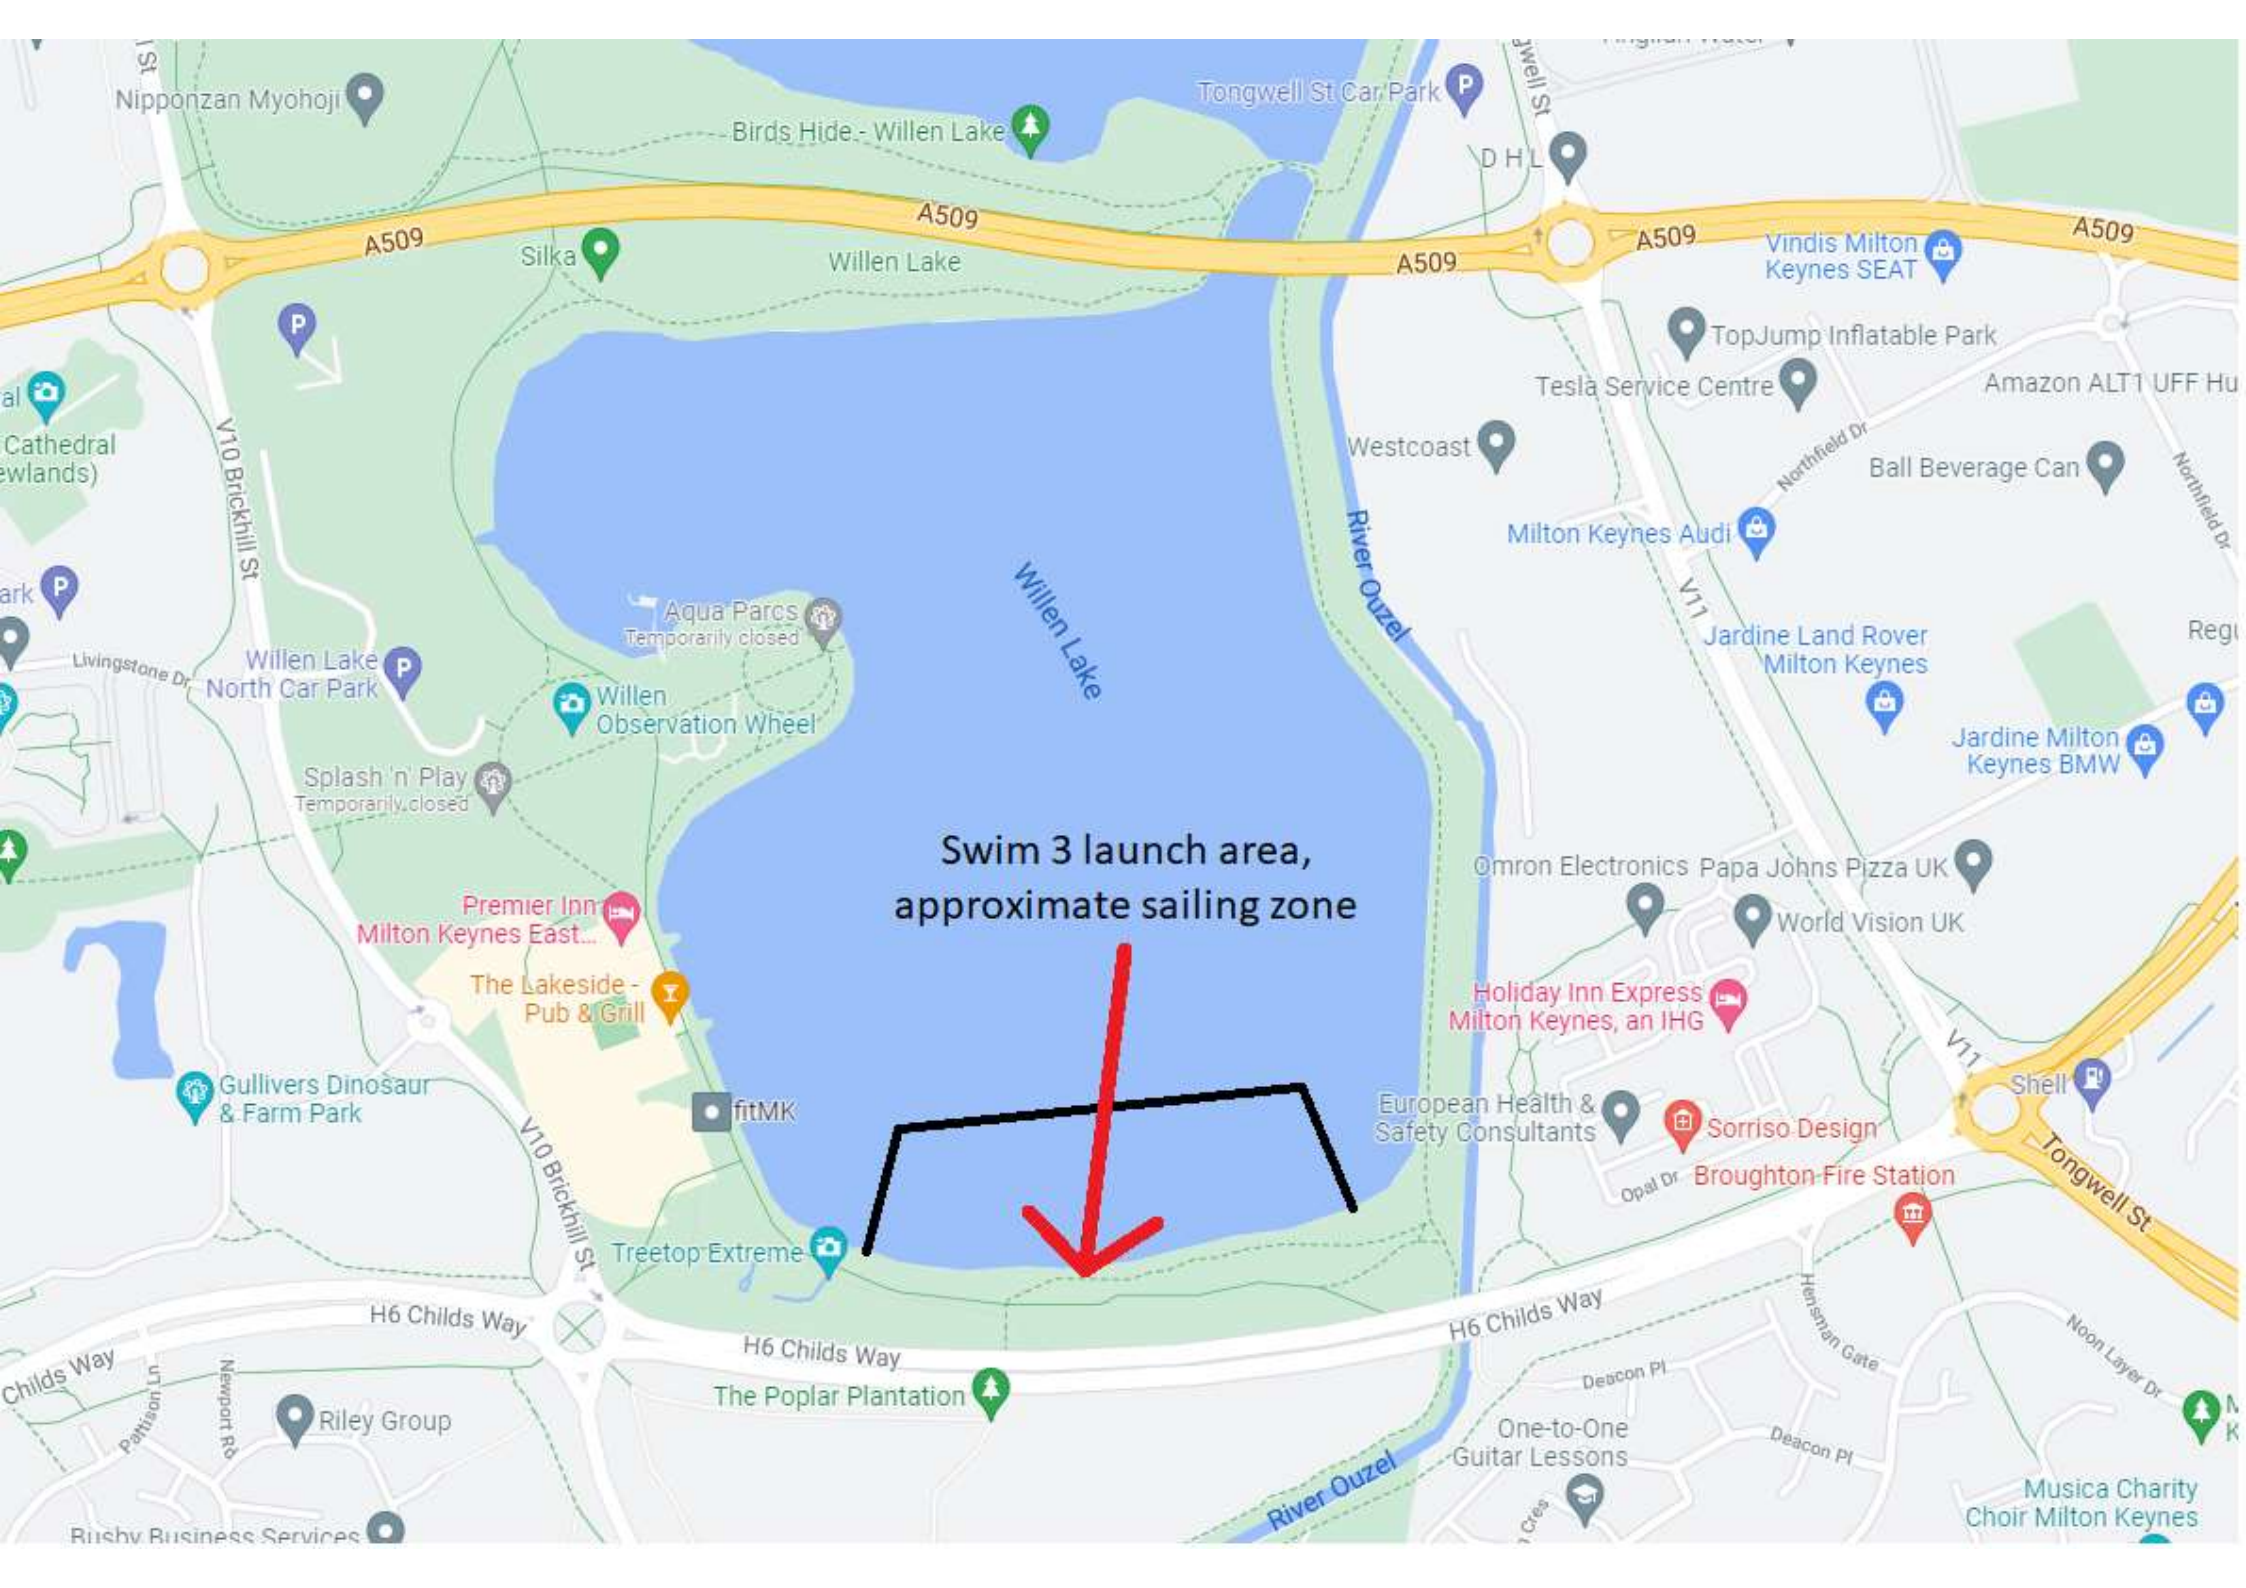 l St
Nipponzan Myohoji
Birds Hide - Willen Lake
Tongwell St Car Park
gwell St
D H L
A509
A509
A509
A509
A509
Silka
Willen Lake
Vindis Milton
Keynes SEAT
P
TopJump Inflatable Park
Tesla Service Centre
Amazon ALT1 UFF Hu
al
Cathedral
ewlands)
V10 Brickhill St
Westcoast
Northfield Dr
Ball Beverage Can
Northfield Dr
River Ouzel
Milton Keynes Audi
Willen Lake
ark
Aqua Parcs
Temporarily closed
V11
Livingstone Dr
Willen Lake
North Car Park
Jardine Land Rover
Milton Keynes
Regu
Willen
Observation Wheel
Jardine Milton
Keynes BMW
Splash 'n' Play
Temporarily closed
Swim 3 launch area,
approximate sailing zone
Omron Electronics
Papa Johns Pizza UK
World Vision UK
Premier Inn
Milton Keynes East...
The Lakeside -
Pub & Grill
Holiday Inn Express
Milton Keynes, an IHG
V11
Shell
Gullivers Dinosaur
& Farm Park
fitMK
European Health &
Safety Consultants
Sorriso Design
Opal Dr
Broughton Fire Station
Tongwell St
V10 Brickhill St
Treetop Extreme
H6 Childs Way
H6 Childs Way
H6 Childs Way
Childs Way
Hensman Gate
Noon Layer Dr
Pattison Ln
Newport Rd
The Poplar Plantation
Deacon Pl
Deacon Pl
Riley Group
One-to-One
Guitar Lessons
M
K
River Ouzel
Cres
Musica Charity
Choir Milton Keynes
Busby Business Services